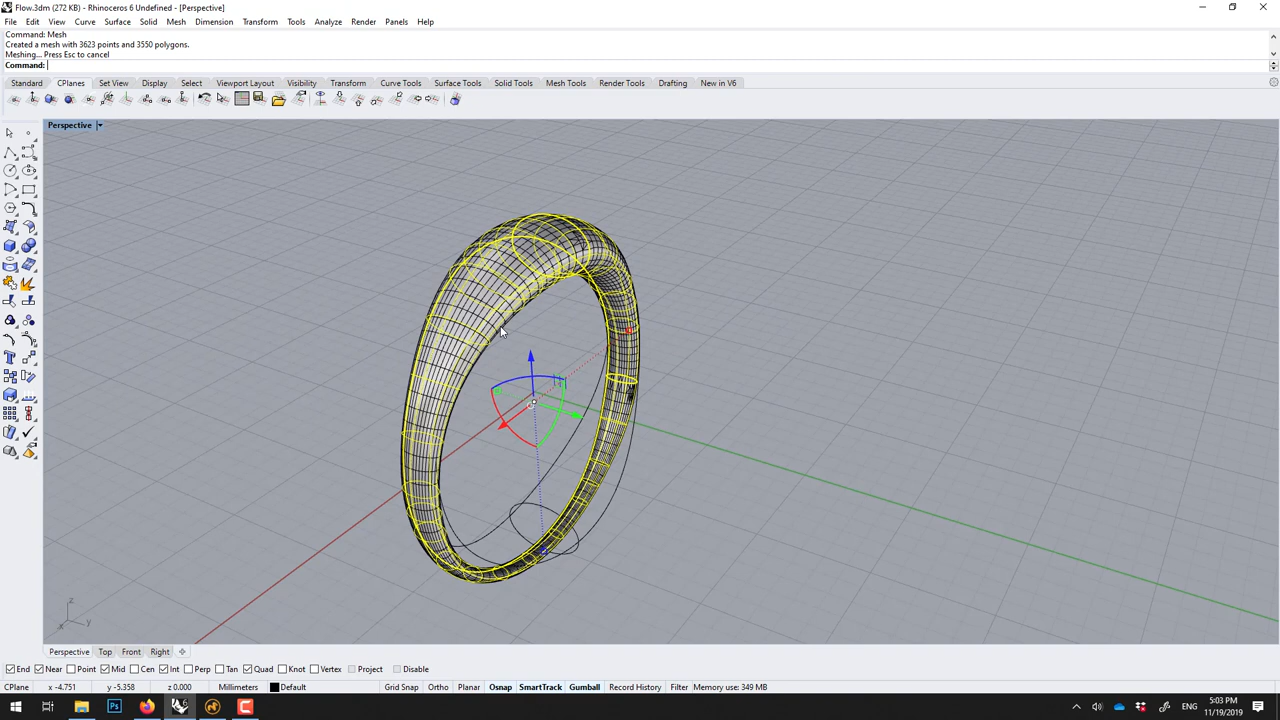 Flow.3dm (272 KB) - Rhinoceros 6 Undefined - [Perspective]
File Edit View Curve Surface Solid Mesh Dimension Transform Tools Analyze Render Panels Help
Command: Mesh
Created a mesh with 3623 points and 3550 polygons.
Meshing... Press Esc to cancel
Command:
Standard CPlanes Set View Display Select Viewport Layout Visibility Transform Curve Tools Surface Tools Solid Tools Mesh Tools Render Tools Drafting New in V6
Perspective
z
x y
Perspective Top Front Right
End Near Point Mid Cen Int Perp Tan Quad Knot Vertex Project Disable
CPlane x -4.751 y -5.358 z 0.000 Millimeters Default Grid Snap Ortho Planar Osnap SmartTrack Gumball Record History Filter Memory use: 349 MB
5:03 PM
11/19/2019